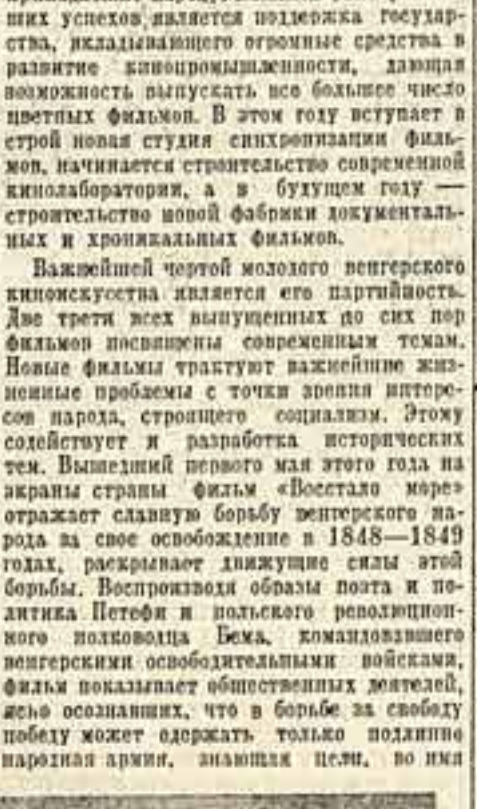 ших успехов является поддержка государ-
ства, вкладывающего огромные средства в
развитие кинопромышленности, дающая
возможность выпускать все большее число
цветных фильмов. В этом году вступает в
строй новая студия синхронизации филь-
мов, начинается строительство современной
кинолаборатории, а в будущем году —
строительство новой фабрики документаль-
ных и хроникальных фильмов.
Важнейшей чертой молодого венгерского
киноискусства является его партийность.
Две трети всех выпущенных до сих пор
фильмов посвящены современным темам.
Новые фильмы трактуют важнейшие жиз-
ненные проблемы с точки зрения интере-
сов народа, строящего социализм. Этому
содействует и разработка исторических
тем. Вышедший первого мая этого года на
экраны страны фильм «Восстало море»
отражает славную борьбу венгерского на-
рода за свое освобождение в 1848—1849
годах, раскрывает движущие силы этой
борьбы. Воспроизводя образы поэта и по-
литика Петефи и польского революцион-
ного полководца Бема, командовавшего
венгерскими освободительными войсками,
фильм показывает общественных деятелей,
ясно осознавших, что в борьбе за свободу
победу может одержать только подлинно
народная армия, знающая цели, во имя